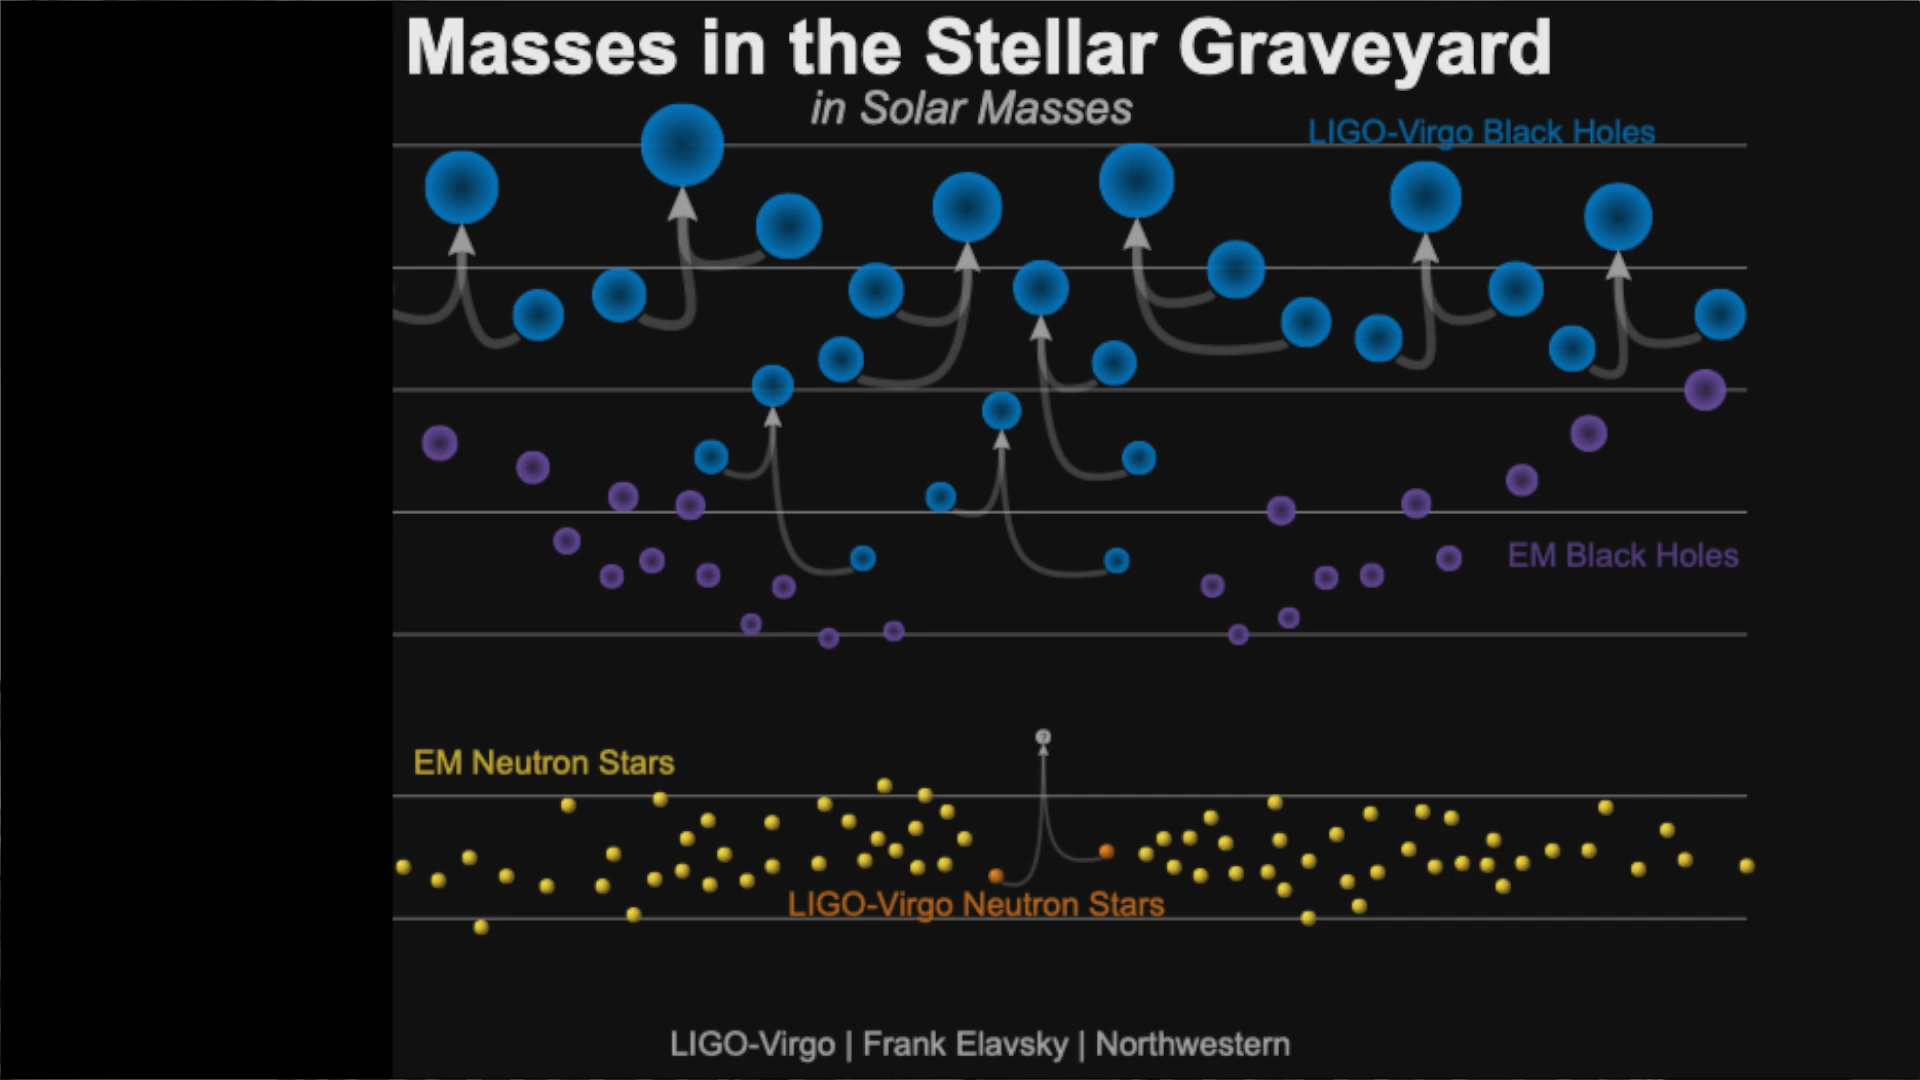 Masses in the Stellar Graveyard
in Solar Masses
LIGO-Virgo Black Holes
EM Black Holes
?
EM Neutron Stars
LIGO-Virgo Neutron Stars
LIGO-Virgo | Frank Elavsky | Northwestern